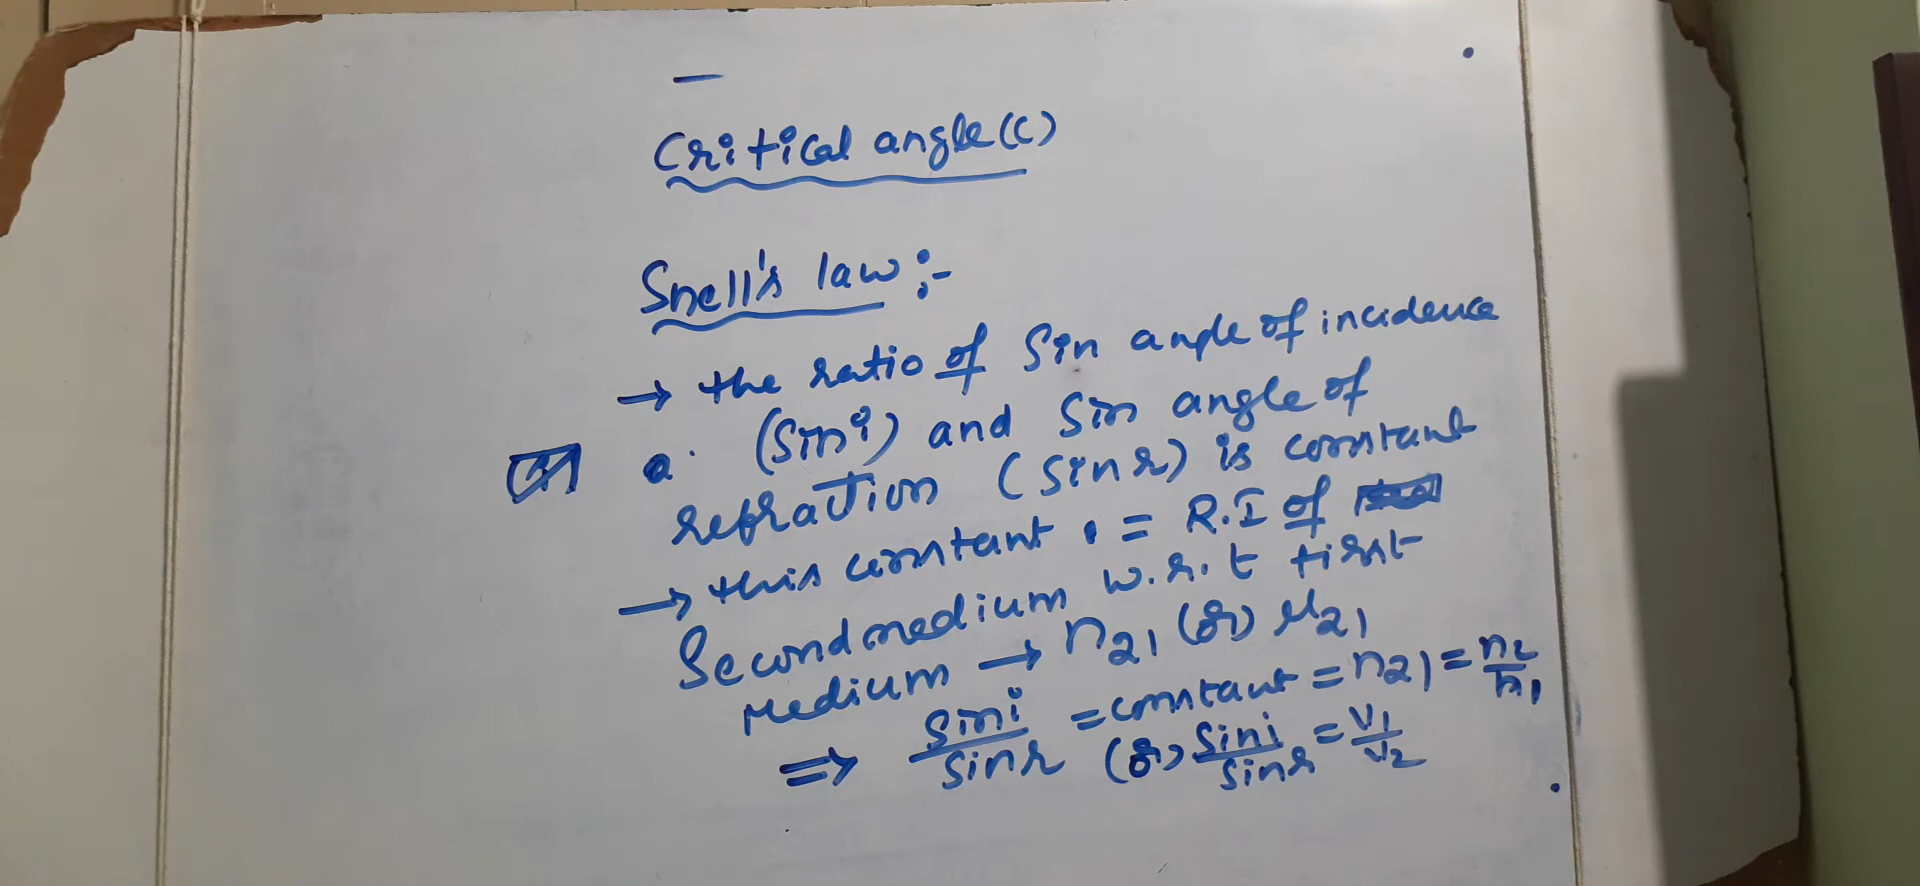 Critical angle (C)
Snell's law :-
→ the ratio of Sin angle of incidence
(Sin i) and Sin angle of
refraction (Sin r) is constant
→ this constant = R.I of
Second medium w.r.t first
Medium → n21 (or) μ21
⇒ Sin i / Sin r = constant = n21 = n2 / n1
(or) Sin i / Sin r = V1 / V2